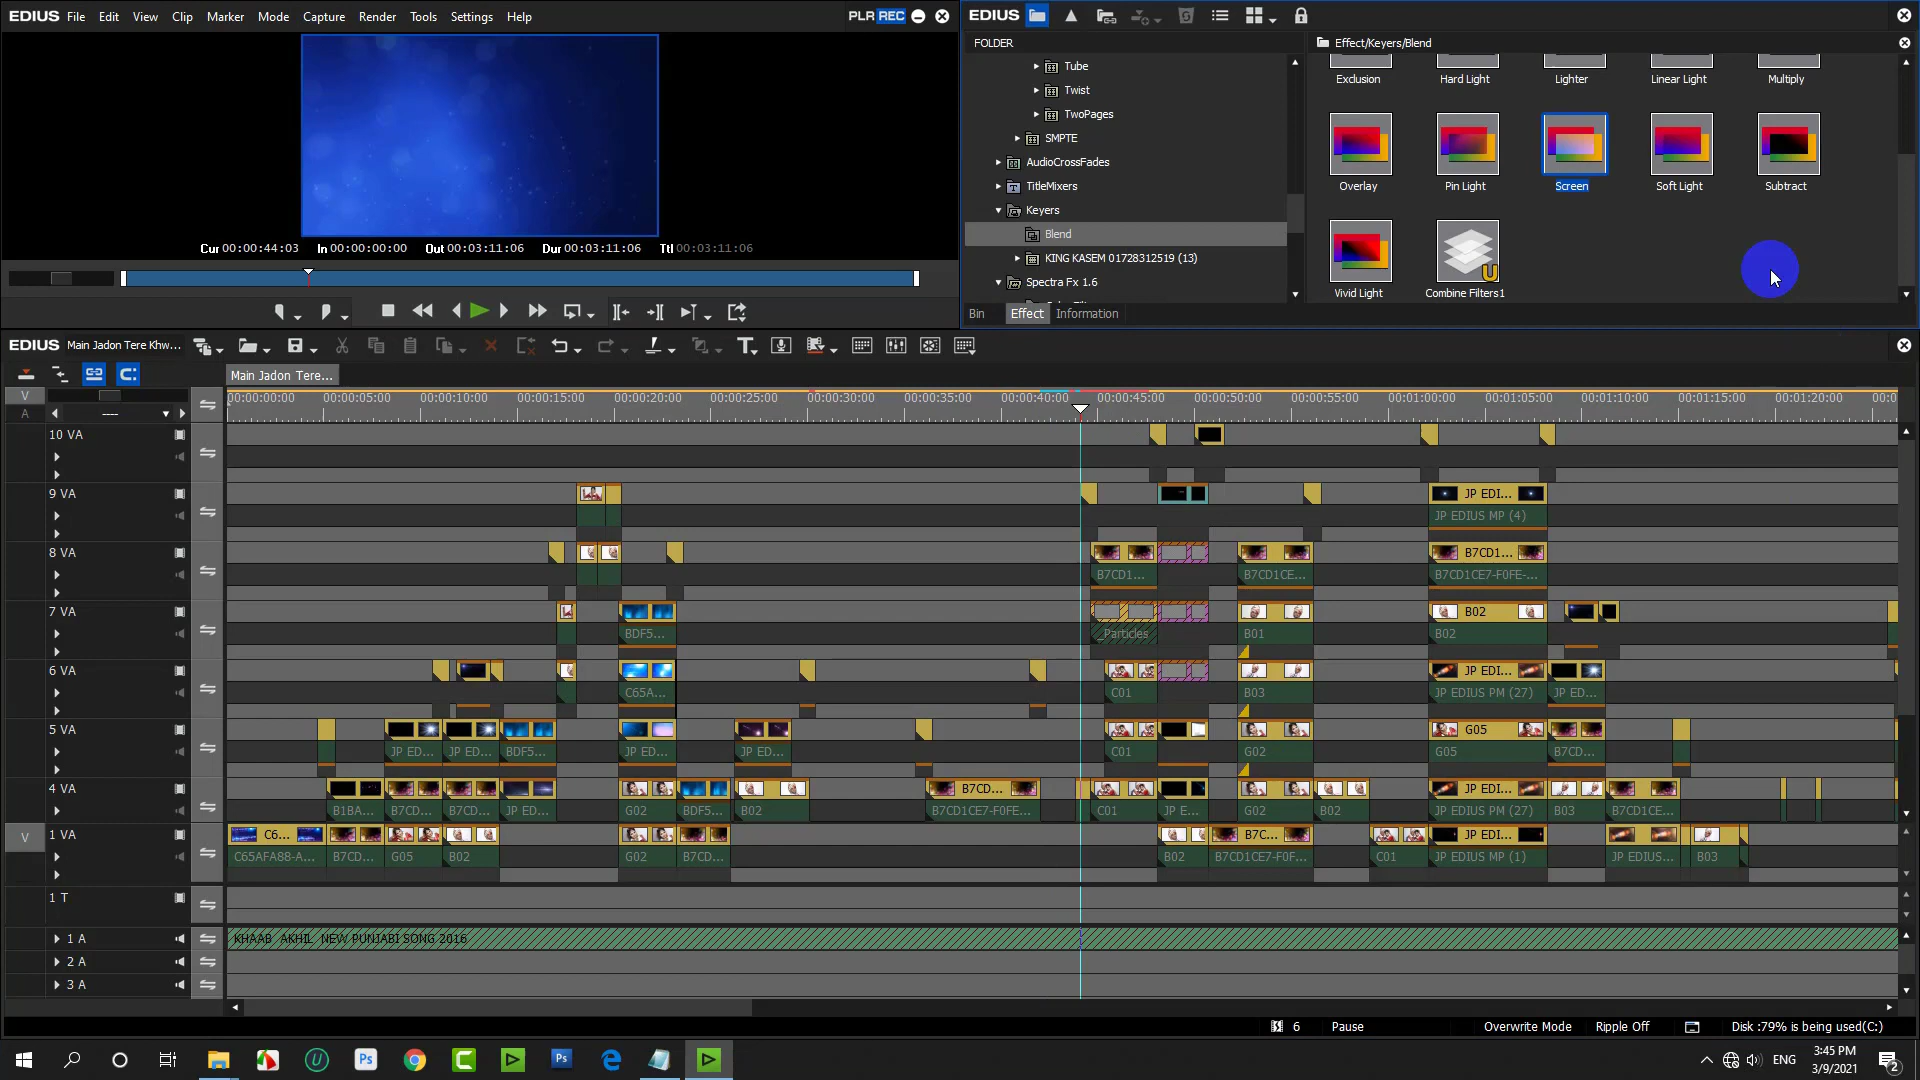 EDIUS File Edit View Clip Marker Mode Capture Render Tools Settings Help PLR REC
EDIUS
FOLDER
Effect/Keyers/Blend
Tube
Twist
TwoPages
SMPTE
AudioCrossFades
TitleMixers
Keyers
Blend
KING KASEM 01728312519 (13)
Spectra Fx 1.6
Exclusion Hard Light Lighter Linear Light Multiply
Overlay Pin Light Screen Soft Light Subtract
Vivid Light Combine Filters1
U
Cur 00:00:44:03 In 00:00:00:00 Out 00:03:11:06 Dur 00:03:11:06 Ttl 00:03:11:06
Bin Effect Information
EDIUS Main Jadon Tere Khw...
Main Jadon Tere...
V
A
----
00:00:00:00 00:00:05:00 00:00:10:00 00:00:15:00 00:00:20:00 00:00:25:00 00:00:30:00 00:00:35:00 00:00:40:00 00:00:45:00 00:00:50:00 00:00:55:00 00:01:00:00 00:01:05:00 00:01:10:00 00:01:15:00 00:01:20:00
10 VA
9 VA
JP EDI...
JP EDIUS MP (4)
8 VA
B7CD1...
B7CD1... B7CD1CE... B7CD1CE7-F0FE-...
7 VA
B02
BDF5... _Particles B01 B02
6 VA
JP EDI...
C65A... C01 B03 JP EDIUS PM (27) JP ED...
5 VA
G05
JP ED... JP ED... BDF5... JP ED... JP ED... C01 G02 G05 B7CD...
4 VA
B7CD... JP EDI...
B1BA... B7CD... B7CD... JP ED... G02 BDF5... B02 B7CD1CE7-F0FE... C01 JP E... G02 B02 JP EDIUS PM (27) B03 B7CD1CE...
V
1 VA
C6... B7C... JP EDI...
C65AFA88-A... B7CD... G05 B02 G02 B7CD... B02 B7CD1CE7-F0F... C01 JP EDIUS MP (1) JP EDIUS... B03
1 T
1 A
KHAAB AKHIL NEW PUNJABI SONG 2016
2 A
3 A
6 Pause Overwrite Mode Ripple Off Disk :79% is being used(C:)
ENG
3:45 PM
3/9/2021
2
Ps
Ps